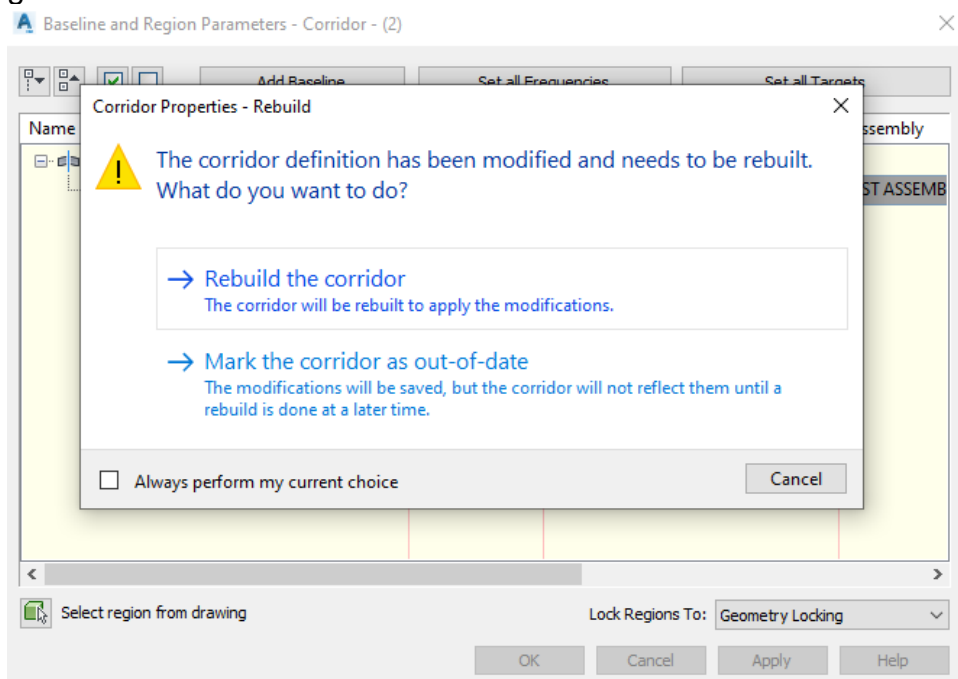 Baseline and Region Parameters - Corridor - (2)
Add Baseline Set all Frequencies Set all Targets
Corridor Properties - Rebuild
Name
ssembly
The corridor definition has been modified and needs to be rebuilt.
What do you want to do?
ST ASSEMB
Rebuild the corridor
The corridor will be rebuilt to apply the modifications.
Mark the corridor as out-of-date
The modifications will be saved, but the corridor will not reflect them until a
rebuild is done at a later time.
Always perform my current choice
Cancel
Select region from drawing
Lock Regions To: Geometry Locking
OK Cancel Apply Help